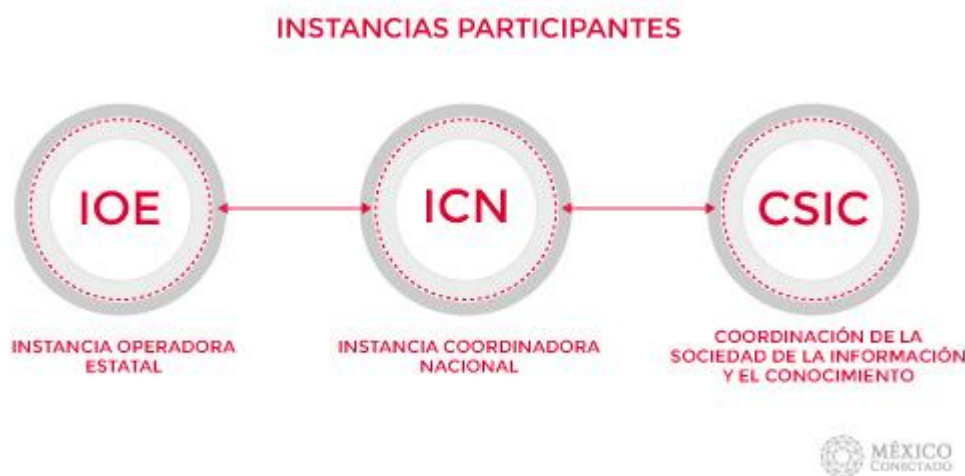 INSTANCIAS PARTICIPANTES
IOE
ICN
CSIC
INSTANCIA OPERADORA
ESTATAL
INSTANCIA COORDINADORA
NACIONAL
COORDINACIÓN DE LA
SOCIEDAD DE LA INFORMACIÓN
Y EL CONOCIMIENTO
MÉXICO
CONECTADO